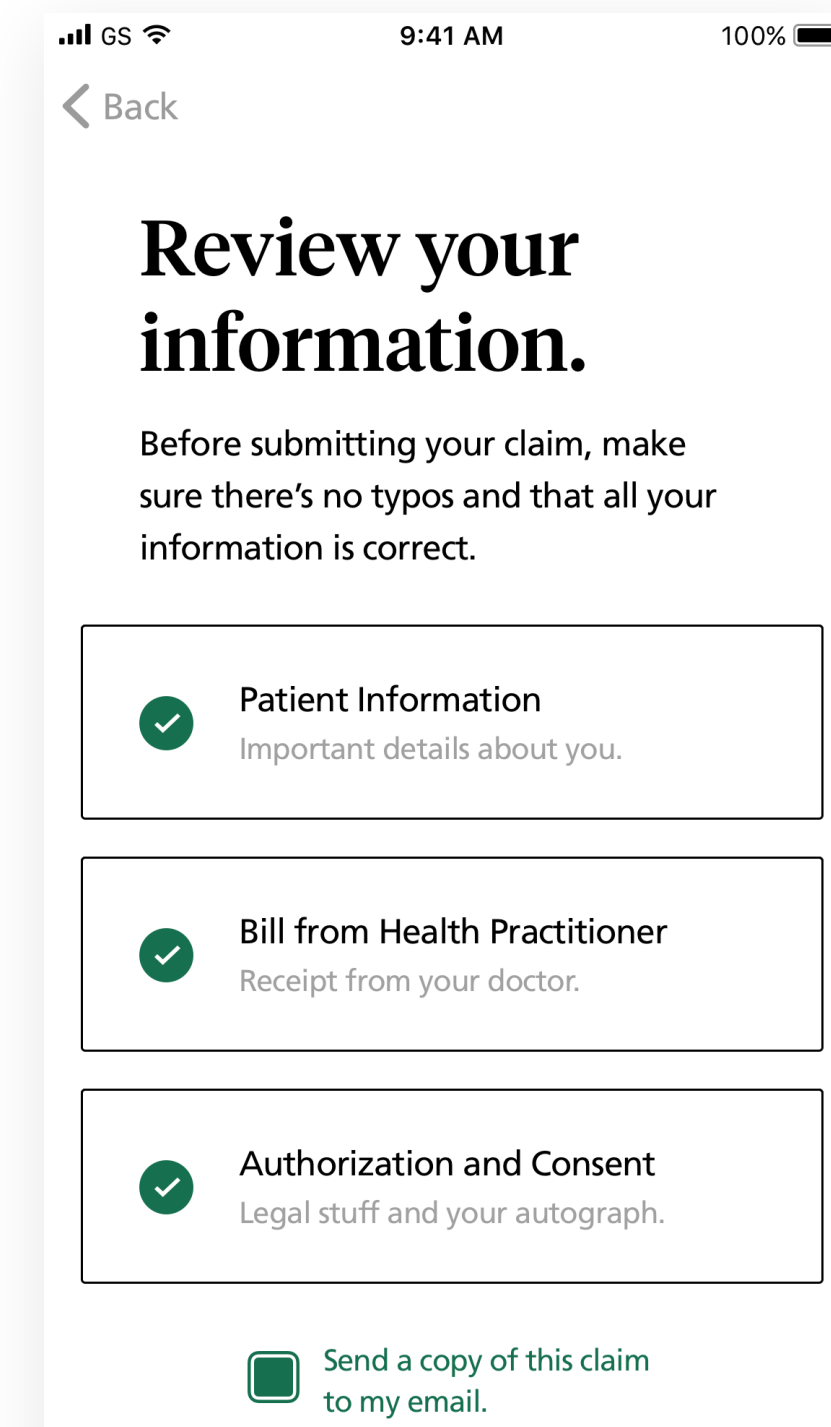 GS 9:41 AM 100%
Back
Review your
information.
Before submitting your claim, make
sure there’s no typos and that all your
information is correct.
Patient Information
Important details about you.
Bill from Health Practitioner
Receipt from your doctor.
Authorization and Consent
Legal stuff and your autograph.
Send a copy of this claim
to my email.